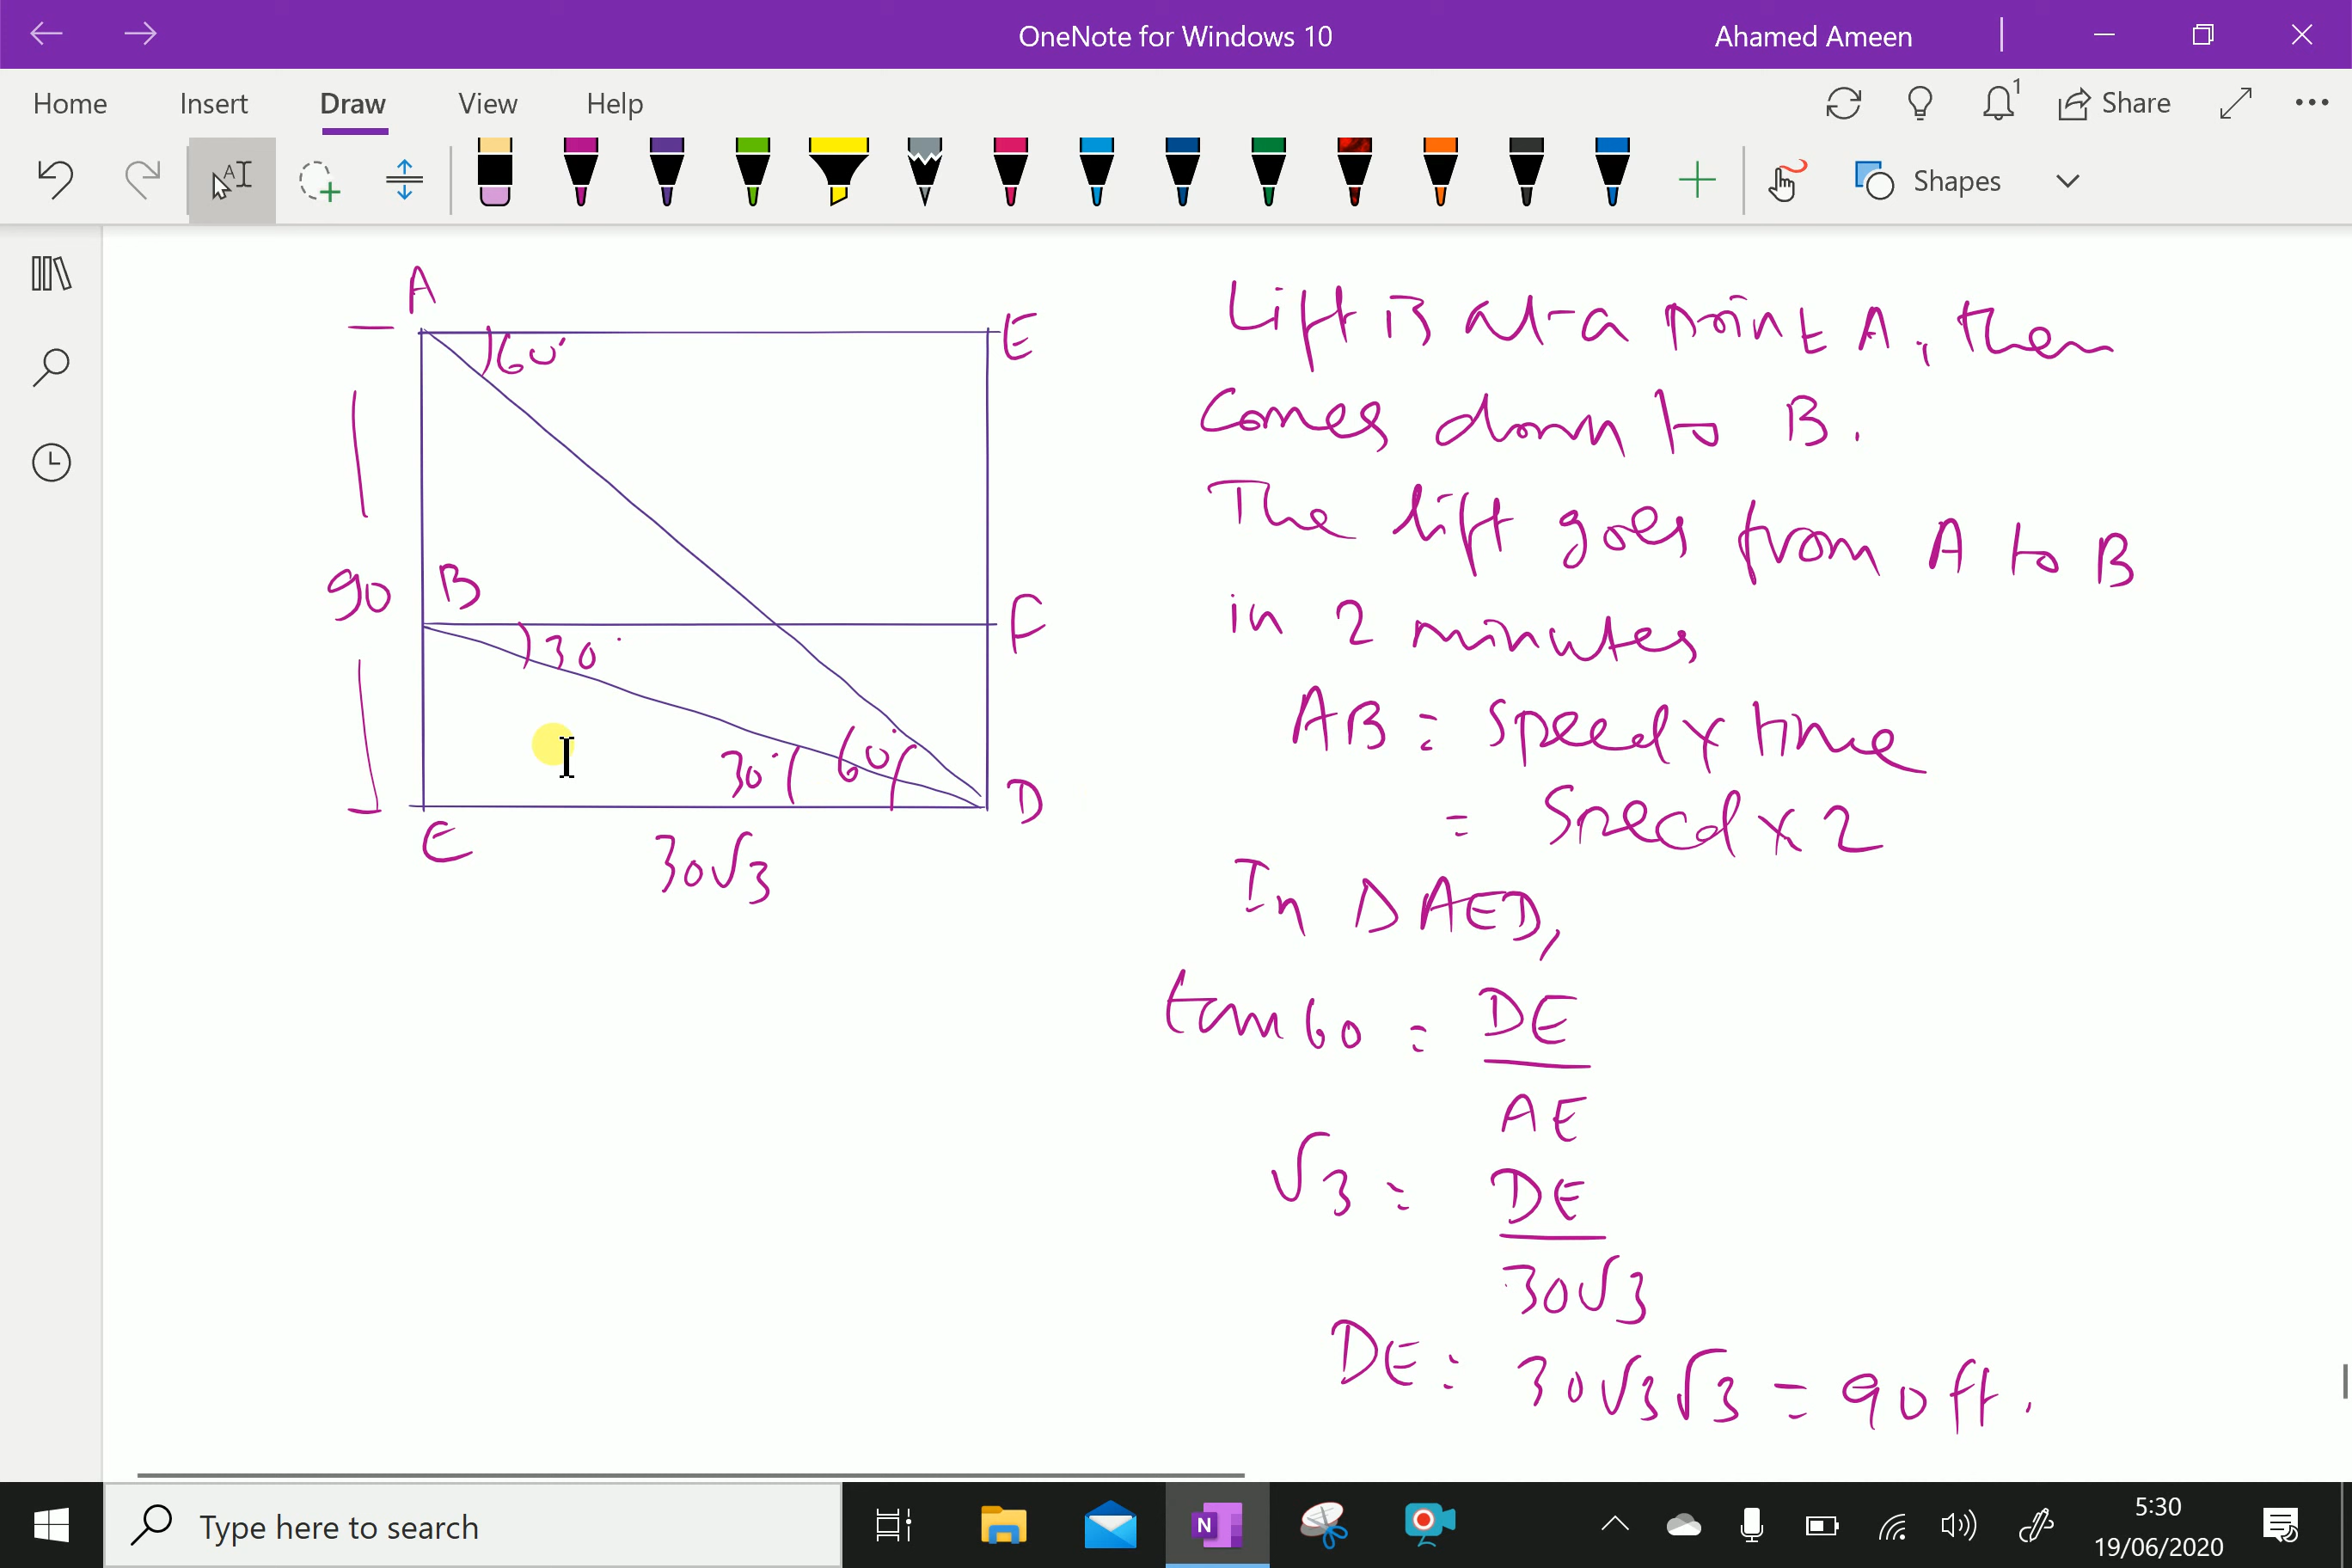 OneNote for Windows 10
Ahamed Ameen
Home Insert Draw View Help
1
Share
Shapes
A
E
60°
90
B
F
30°
30° 60°
D
C
30√3
Lift is at a point A, then
comes down to B.
The lift goes from A to B
in 2 minutes
AB = speed x time
= Speed x 2
In Δ AED,
tan 60 = DE
AE
√3 = DE
30√3
DE = 30√3√3 = 90 ft.
Type here to search
N
5:30
19/06/2020